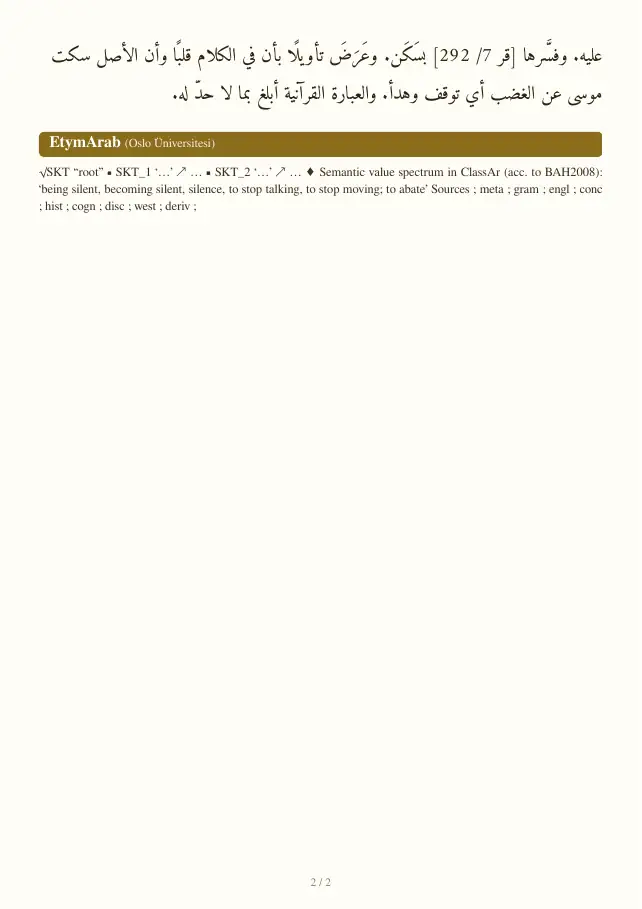 عليه. وفسَّرها [قر 7/ 292] بسَكَن. وعَرَضَ تأويلًا بأن في الكلام قلبًا وأن الأصل سكت
موسى عن الغضب أي توقف وهدأ. والعبارة القرآنية أبلغ بما لا حدّ له.
EtymArab (Oslo Üniversitesi)
√SKT “root” ▪ SKT_1 ‘…’ ↗ … ▪ SKT_2 ‘…’ ↗ … ♦ Semantic value spectrum in ClassAr (acc. to BAH2008):
‘being silent, becoming silent, silence, to stop talking, to stop moving; to abate’ Sources ; meta ; gram ; engl ; conc
; hist ; cogn ; disc ; west ; deriv ;
2 / 2